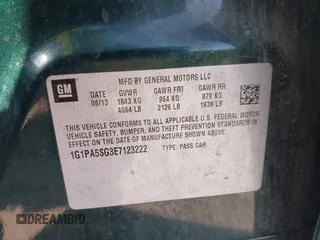 GM
MFD BY GENERAL MOTORS LLC
DATE GVWR GAWR FRT GAWR RR
06/13 1843 KG 964 KG 879 KG
4064 LB 2126 LB 1938 LB
THIS VEHICLE CONFORMS TO ALL APPLICABLE U.S. FEDERAL MOTOR
VEHICLE SAFETY, BUMPER, AND THEFT PREVENTION STANDARDS IN
EFFECT ON THE DATE OF MANUFACTURE SHOWN ABOVE.
1G1PA5SG3E7123222 TYPE: PASS CAR
DREAMBID